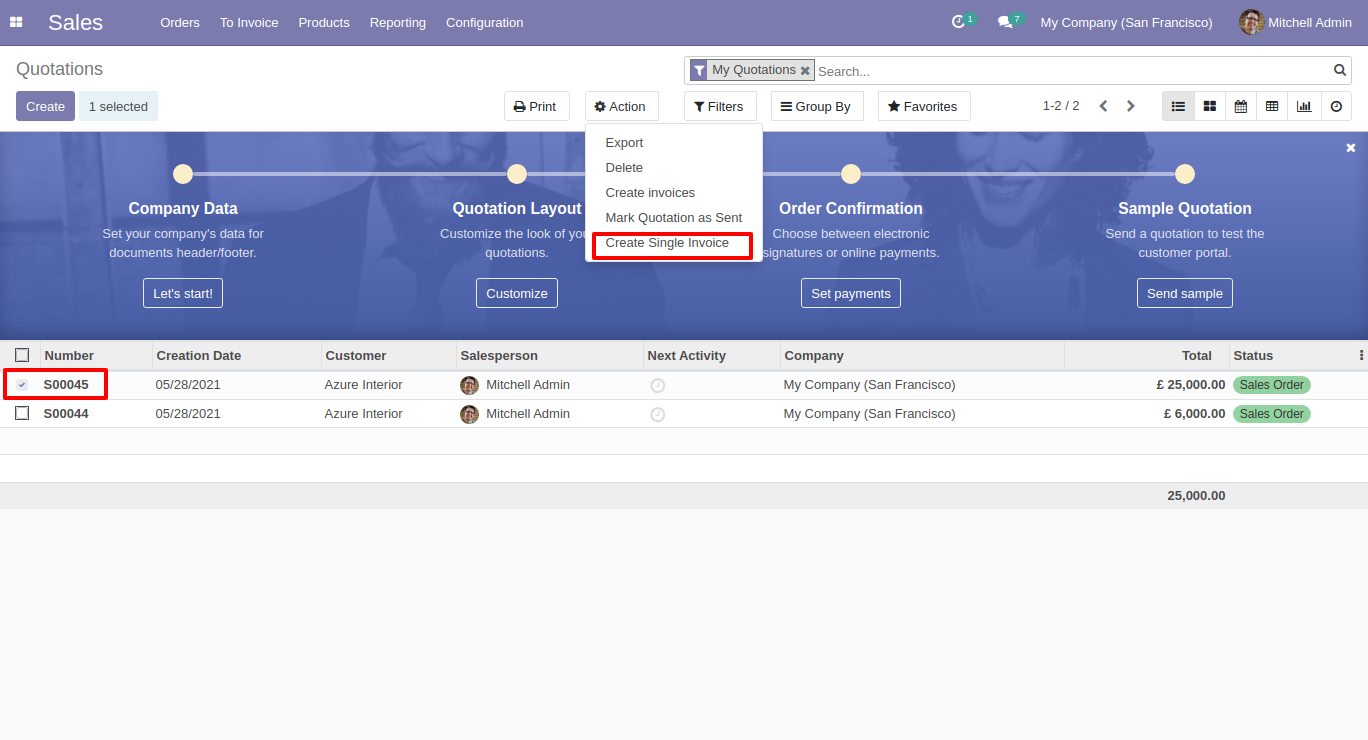 Sales Orders To Invoice Products Reporting Configuration 1 7 My Company (San Francisco) Mitchell Admin
Quotations My Quotations Search...
Create 1 selected Print Action Filters Group By Favorites 1-2 / 2
Export
Delete
Create invoices
Mark Quotation as Sent
Create Single Invoice
Company Data
Set your company's data for
documents header/footer.
Let's start!
Quotation Layout
Customize the look of you
quotations.
Customize
Order Confirmation
Choose between electronic
signatures or online payments.
Set payments
Sample Quotation
Send a quotation to test the
customer portal.
Send sample
Number Creation Date Customer Salesperson Next Activity Company Total Status
S00045 05/28/2021 Azure Interior Mitchell Admin My Company (San Francisco) £ 25,000.00 Sales Order
S00044 05/28/2021 Azure Interior Mitchell Admin My Company (San Francisco) £ 6,000.00 Sales Order
25,000.00